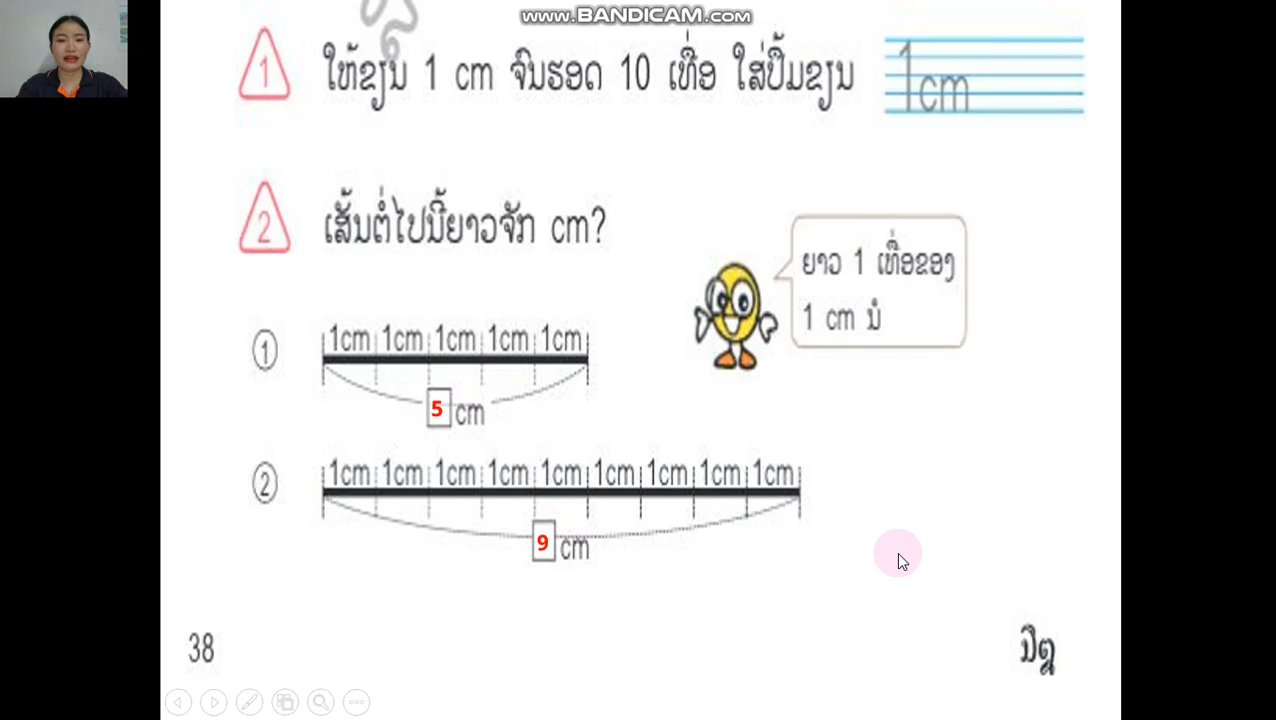 www.BANDICAM.com
1 ໃຫ້ຂຽນ 1 cm ຈົນຮອດ 10 ເທື່ອ ໃສ່ປຶ້ມຂຽນ 1cm
2 ເສັ້ນຕໍ່ໄປນີ້ຍາວຈັກ cm?
ຍາວ 1 ເທື່ອຂອງ
1 cm ນໍ
① 1cm 1cm 1cm 1cm 1cm
5 cm
② 1cm 1cm 1cm 1cm 1cm 1cm 1cm 1cm 1cm
9 cm
38